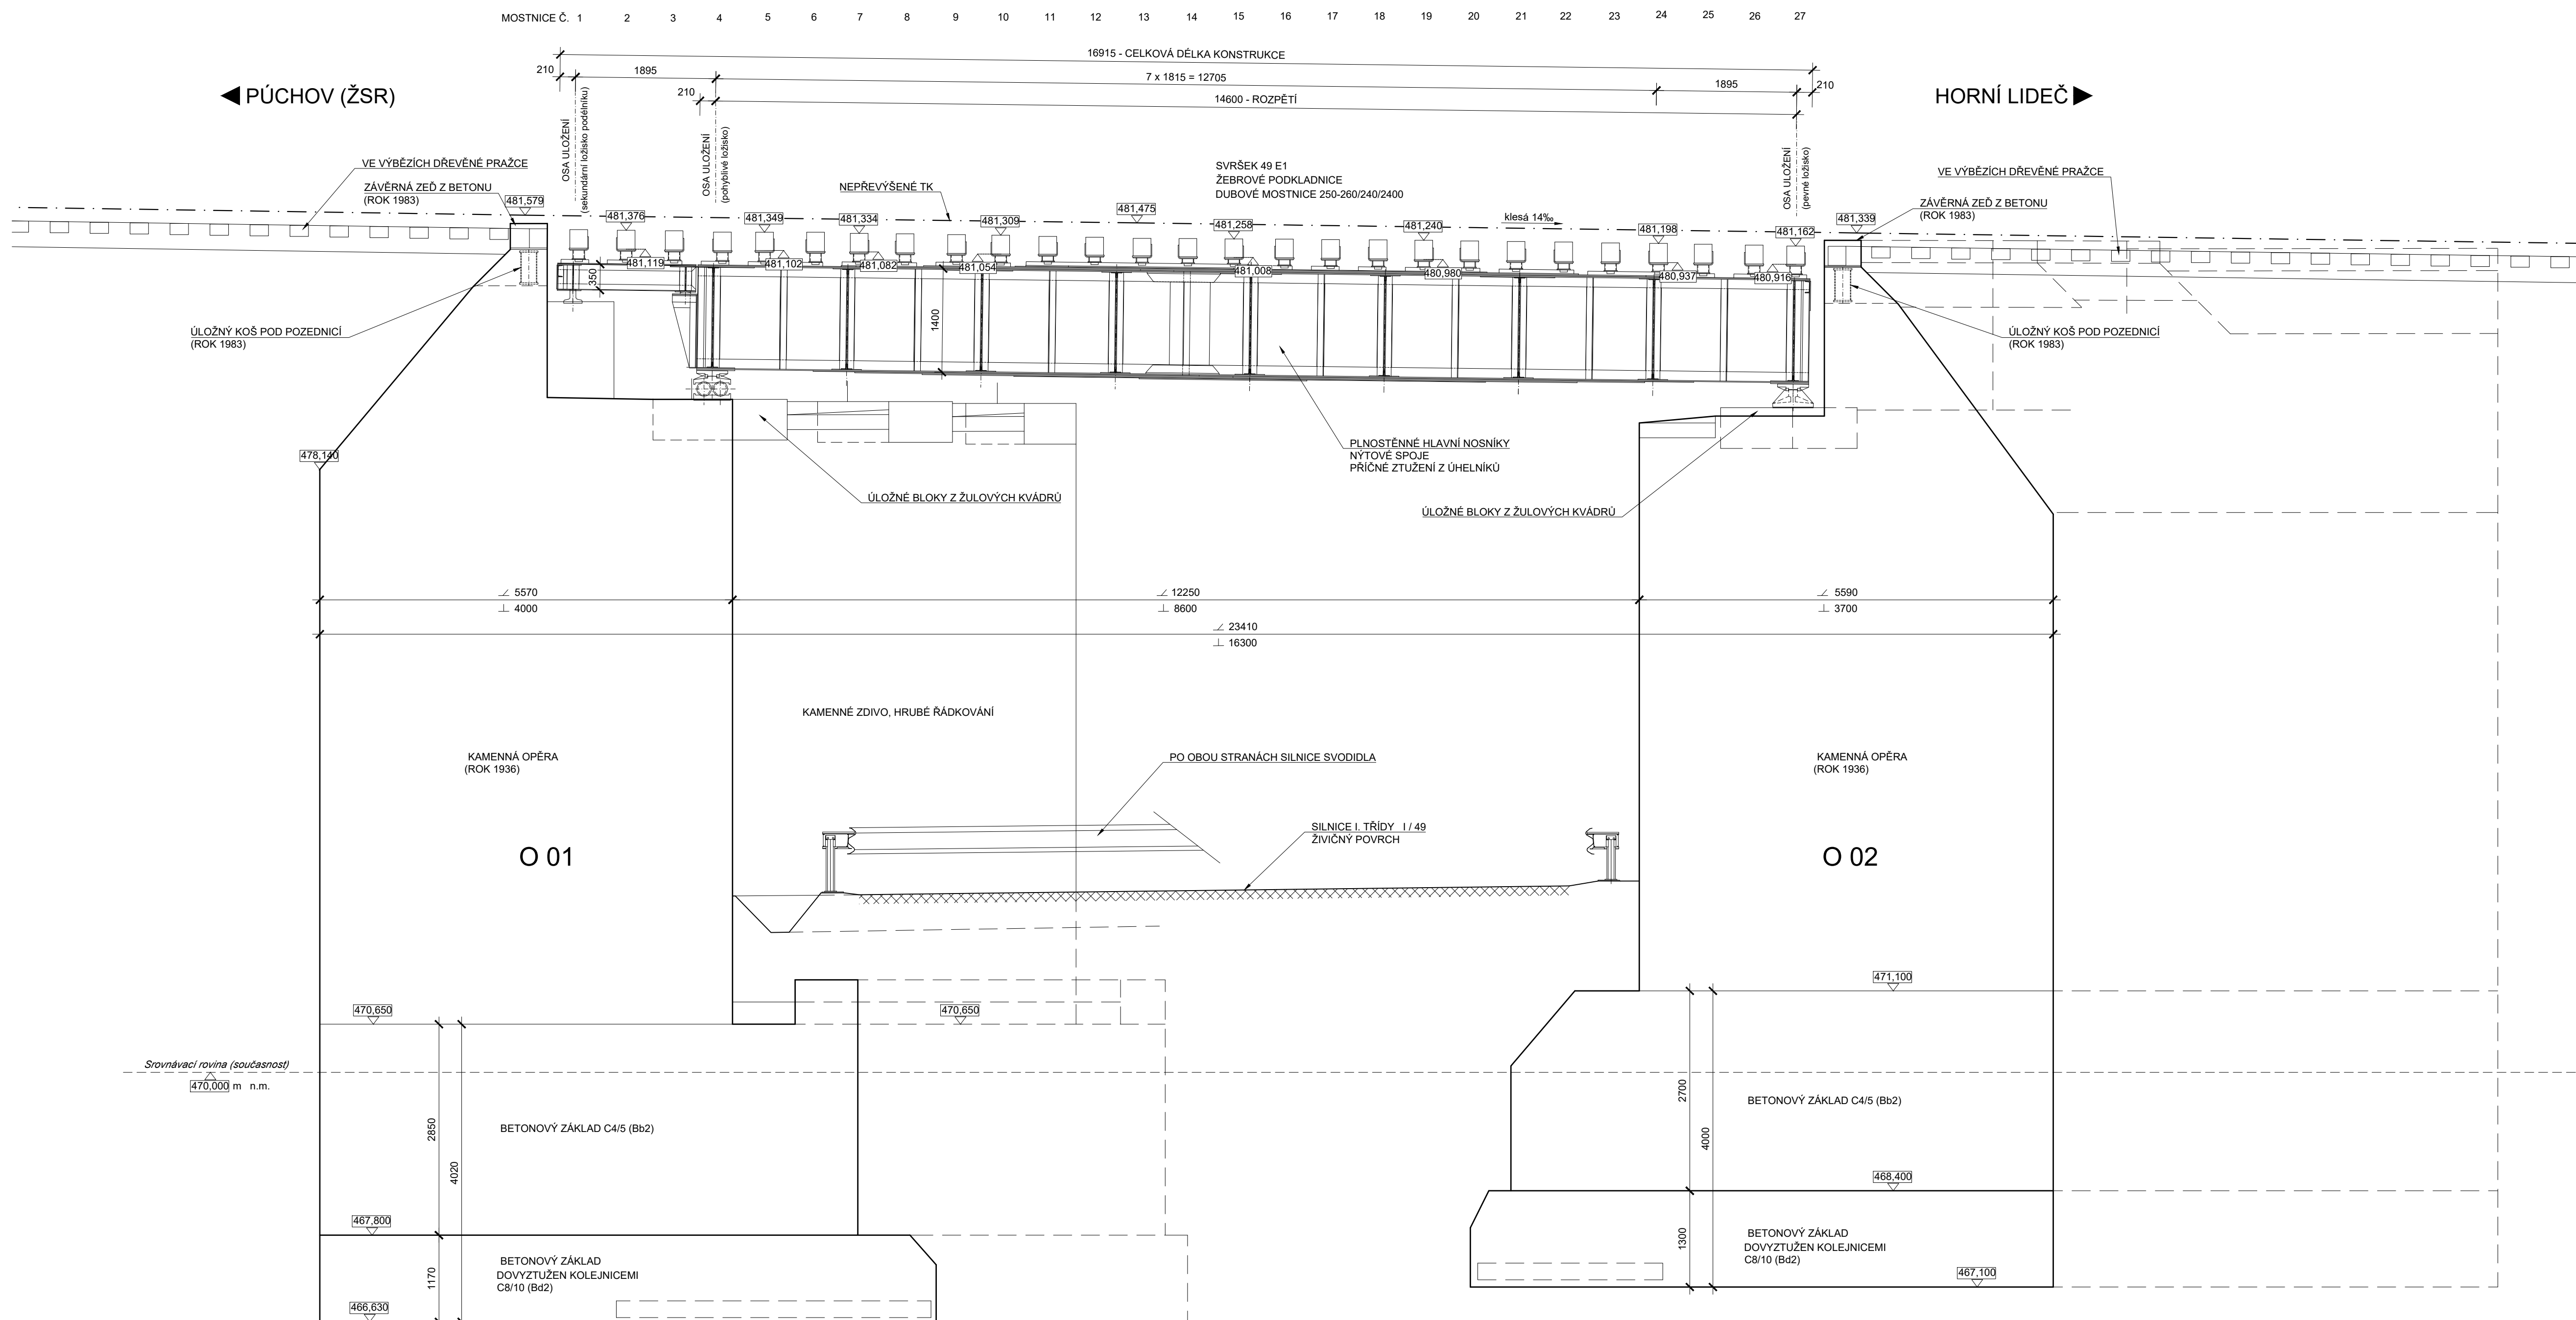 MOSTNICE Č. 1 2 3 4 5 6 7 8 9 10 11 12 13 14 15 16 17 18 19 20 21 22 23 24 25 26 27
16915 - CELKOVÁ DÉLKA KONSTRUKCE
210 1895 7 x 1815 = 12705 1895 210
210 14600 - ROZPĚTÍ
PÚCHOV (ŽSR)
HORNÍ LIDEČ
OSA ULOŽENÍ
(sekundární ložisko podélníku)
OSA ULOŽENÍ
(pohyblivé ložisko)
OSA ULOŽENÍ
(pevné ložisko)
VE VÝBĚZÍCH DŘEVĚNÉ PRAŽCE
ZÁVĚRNÁ ZEĎ Z BETONU
(ROK 1983)
NEPŘEVÝŠENÉ TK
SVRŠEK 49 E1
ŽEBROVÉ PODKLADNICE
DUBOVÉ MOSTNICE 250-260/240/2400
VE VÝBĚZÍCH DŘEVĚNÉ PRAŽCE
ZÁVĚRNÁ ZEĎ Z BETONU
(ROK 1983)
klesá 14‰
481,579 481,376 481,349 481,334 481,309 481,475 481,258 481,240 481,198 481,162 481,339
481,119 481,102 481,082 481,054 481,008 480,980 480,937 480,916
350
1400
ÚLOŽNÝ KOŠ POD POZEDNICÍ
(ROK 1983)
ÚLOŽNÝ KOŠ POD POZEDNICÍ
(ROK 1983)
478,140
PLNOSTĚNNÉ HLAVNÍ NOSNÍKY
NÝTOVÉ SPOJE
PŘÍČNÉ ZTUŽENÍ Z ÚHELNÍKŮ
ÚLOŽNÉ BLOKY Z ŽULOVÝCH KVÁDRŮ
ÚLOŽNÉ BLOKY Z ŽULOVÝCH KVÁDRŮ
5570 12250 5590
4000 8600 3700
23410
16300
KAMENNÉ ZDIVO, HRUBÉ ŘÁDKOVÁNÍ
KAMENNÁ OPĚRA
(ROK 1936)
PO OBOU STRANÁCH SILNICE SVODIDLA
KAMENNÁ OPĚRA
(ROK 1936)
SILNICE I. TŘÍDY I / 49
ŽIVIČNÝ POVRCH
O 01
O 02
471,100
470,650
470,650
Srovnávací rovina (současnost)
470,000 m n.m.
2850
4020
BETONOVÝ ZÁKLAD C4/5 (Bb2)
2700
4000
BETONOVÝ ZÁKLAD C4/5 (Bb2)
468,400
467,800
1170
BETONOVÝ ZÁKLAD
DOVYZTUŽEN KOLEJNICEMI
C8/10 (Bd2)
1300
BETONOVÝ ZÁKLAD
DOVYZTUŽEN KOLEJNICEMI
C8/10 (Bd2)
467,100
466,630